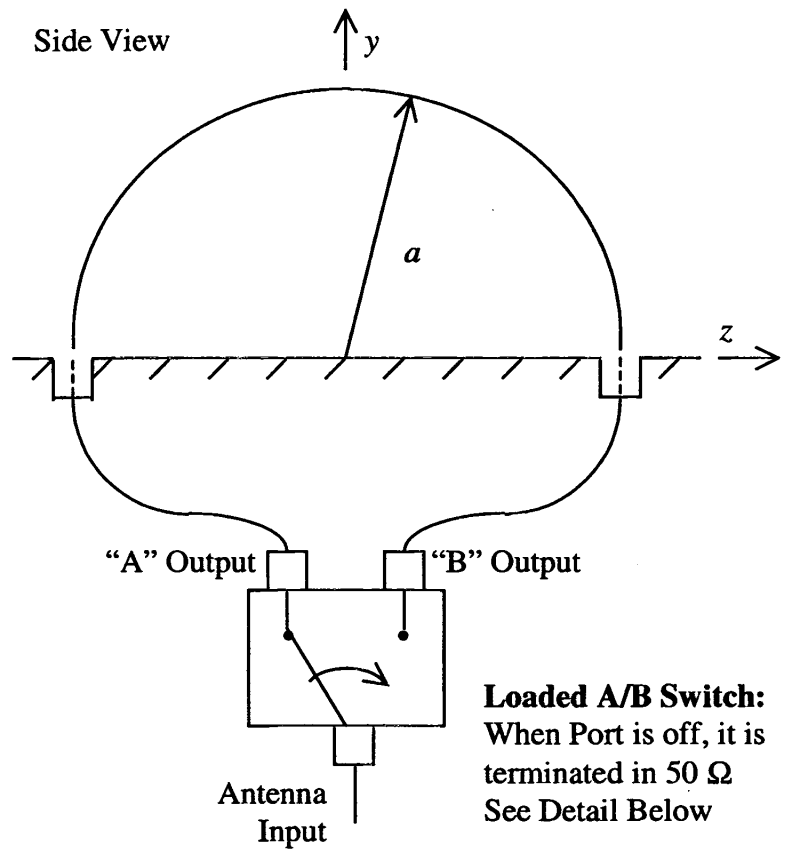 Side View
y
a
z
“A” Output
“B” Output
Loaded A/B Switch:
When Port is off, it is
terminated in 50 Ω
See Detail Below
Antenna
Input